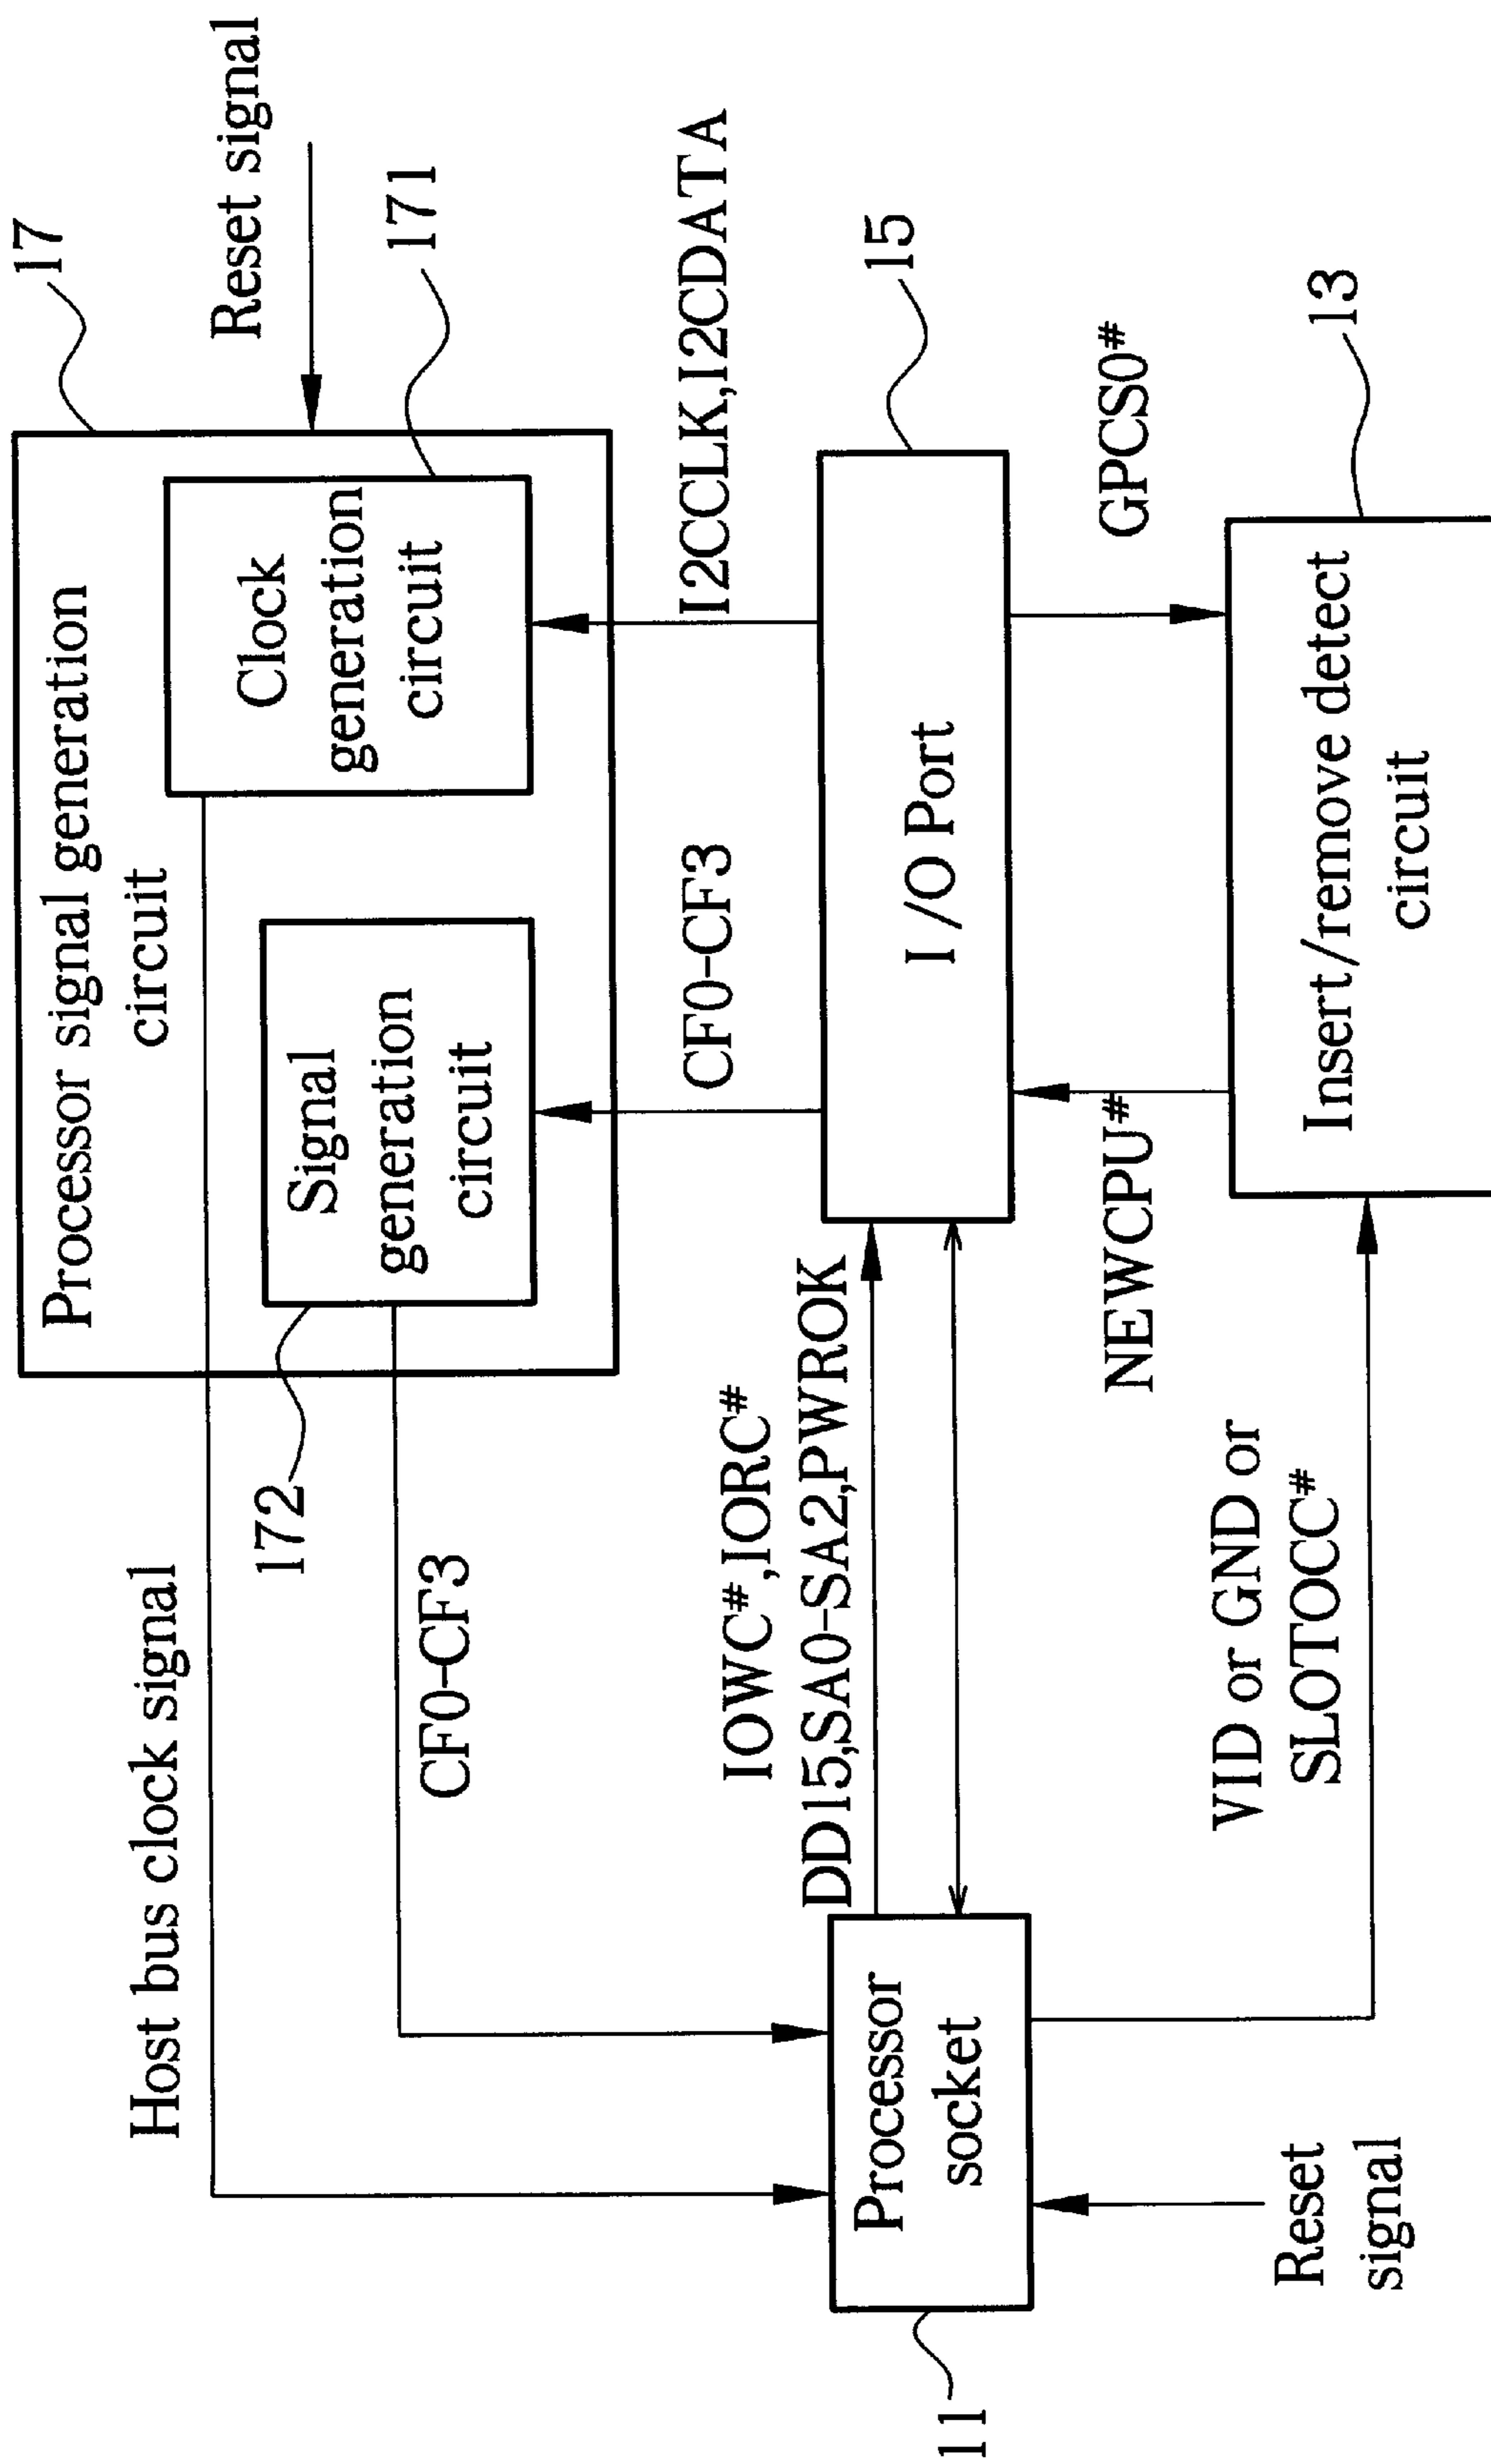 17
Reset signal
Processor signal generation
circuit
Clock
generation
circuit
171
Signal
generation
circuit
172
Host bus clock signal
CF0-CF3
CF0-CF3
I2CCLK,I2CDATA
IOWC#,IORC#
DD15,SA0-SA2,PWROK
I/O Port
15
Processor
socket
11
NEWCPU#
GPCS0#
VID or GND or
SLOTOCC#
Insert/remove detect
circuit
13
Reset
signal